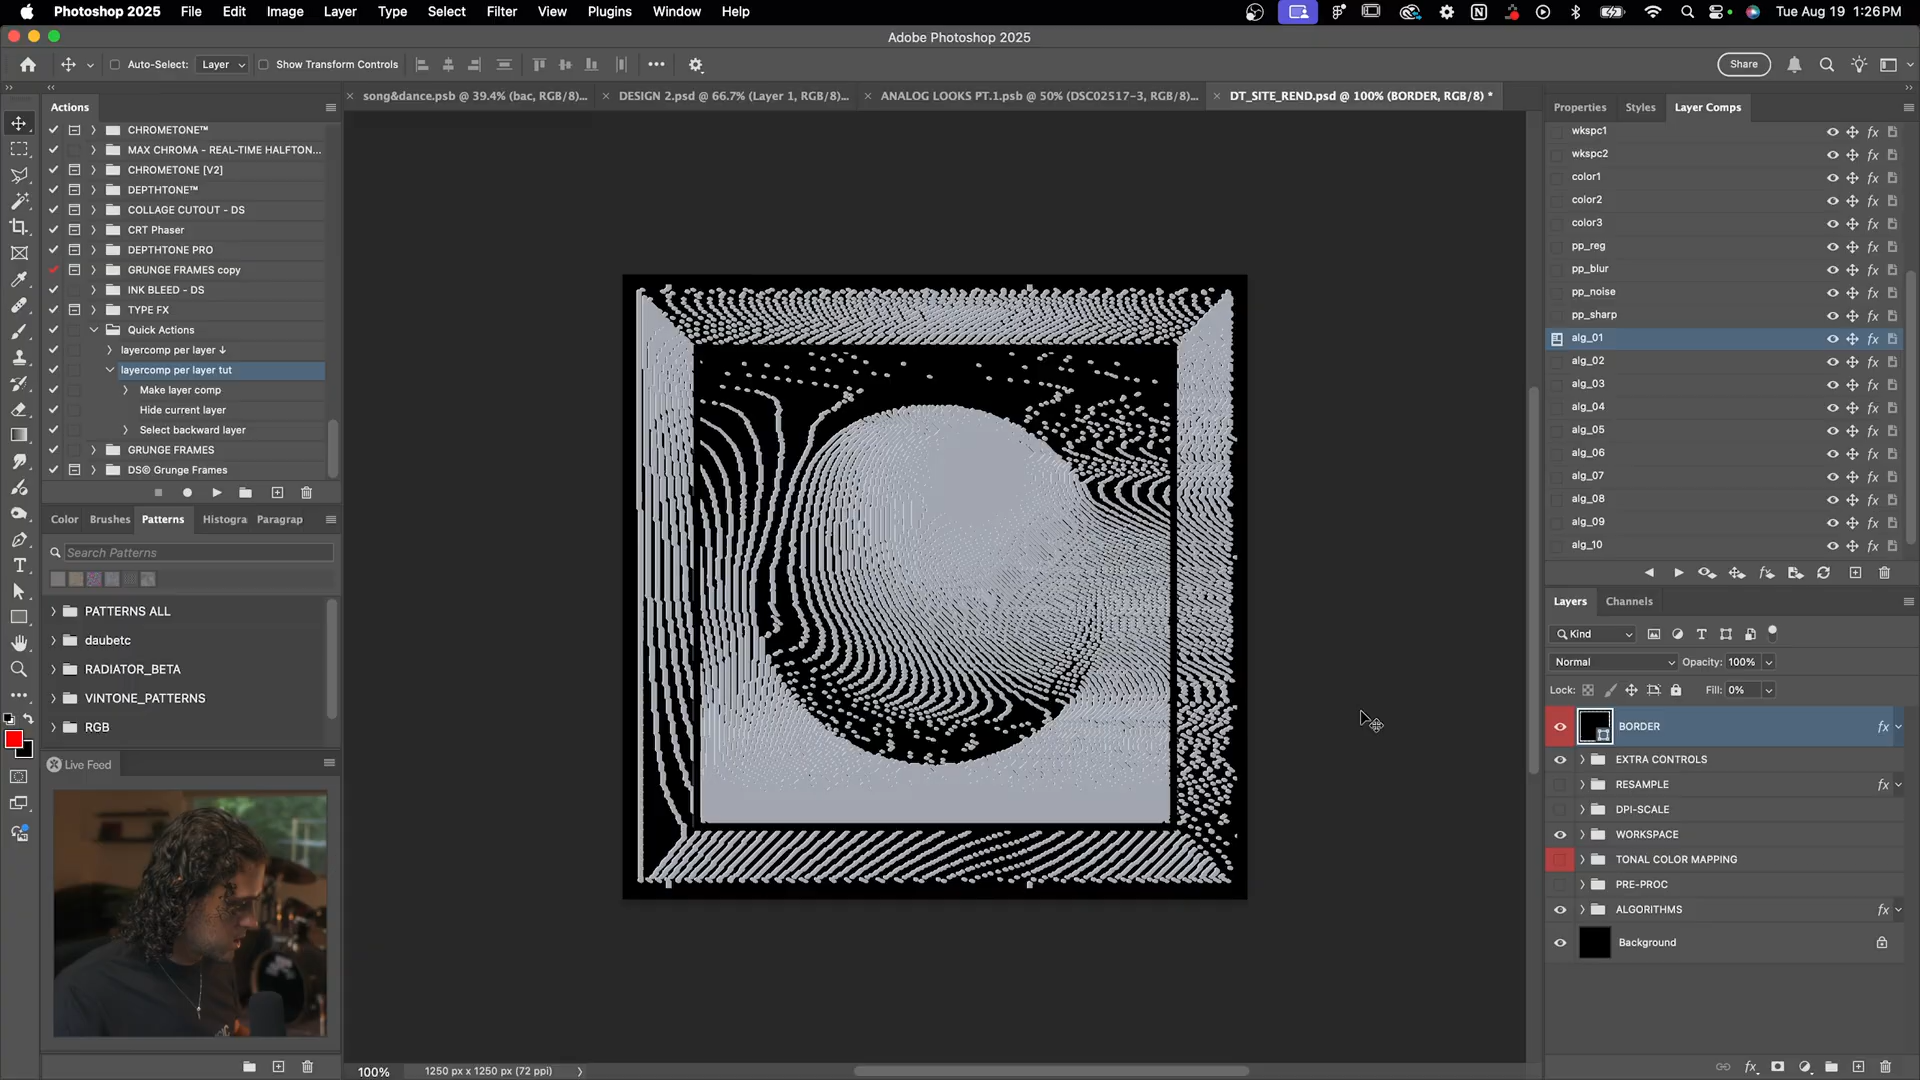 Photoshop 2025 File Edit Image Layer Type Select Filter View Plugins Window Help Tue Aug 19 1:26 PM
Adobe Photoshop 2025
Auto-Select: Layer Show Transform Controls Share
song&dance.psb @ 39.4% (bac, RGB/8)... DESIGN 2.psd @ 66.7% (Layer 1, RGB/8)... ANALOG LOOKS PT.1.psb @ 50% (DSC02517-3, RGB/8)... DT_SITE_REND.psd @ 100% (BORDER, RGB/8) *
Actions
CHROMETONE™
MAX CHROMA - REAL-TIME HALFTON...
CHROMETONE [V2]
DEPTHTONE™
COLLAGE CUTOUT - DS
CRT Phaser
DEPTHTONE PRO
GRUNGE FRAMES copy
INK BLEED - DS
TYPE FX
Quick Actions
layercomp per layer ↓
layercomp per layer tut
Make layer comp
Hide current layer
Select backward layer
GRUNGE FRAMES
DS© Grunge Frames
Color Brushes Patterns Histogra Paragrap
Search Patterns
PATTERNS ALL
daubetc
RADIATOR_BETA
VINTONE_PATTERNS
RGB
Live Feed
100% 1250 px x 1250 px (72 ppi)
Properties Styles Layer Comps
wkspc1
wkspc2
color1
color2
color3
pp_reg
pp_blur
pp_noise
pp_sharp
alg_01
alg_02
alg_03
alg_04
alg_05
alg_06
alg_07
alg_08
alg_09
alg_10
Layers Channels
Kind
Normal Opacity: 100%
Lock: Fill: 0%
BORDER fx
EXTRA CONTROLS
RESAMPLE fx
DPI-SCALE
WORKSPACE
TONAL COLOR MAPPING
PRE-PROC
ALGORITHMS fx
Background